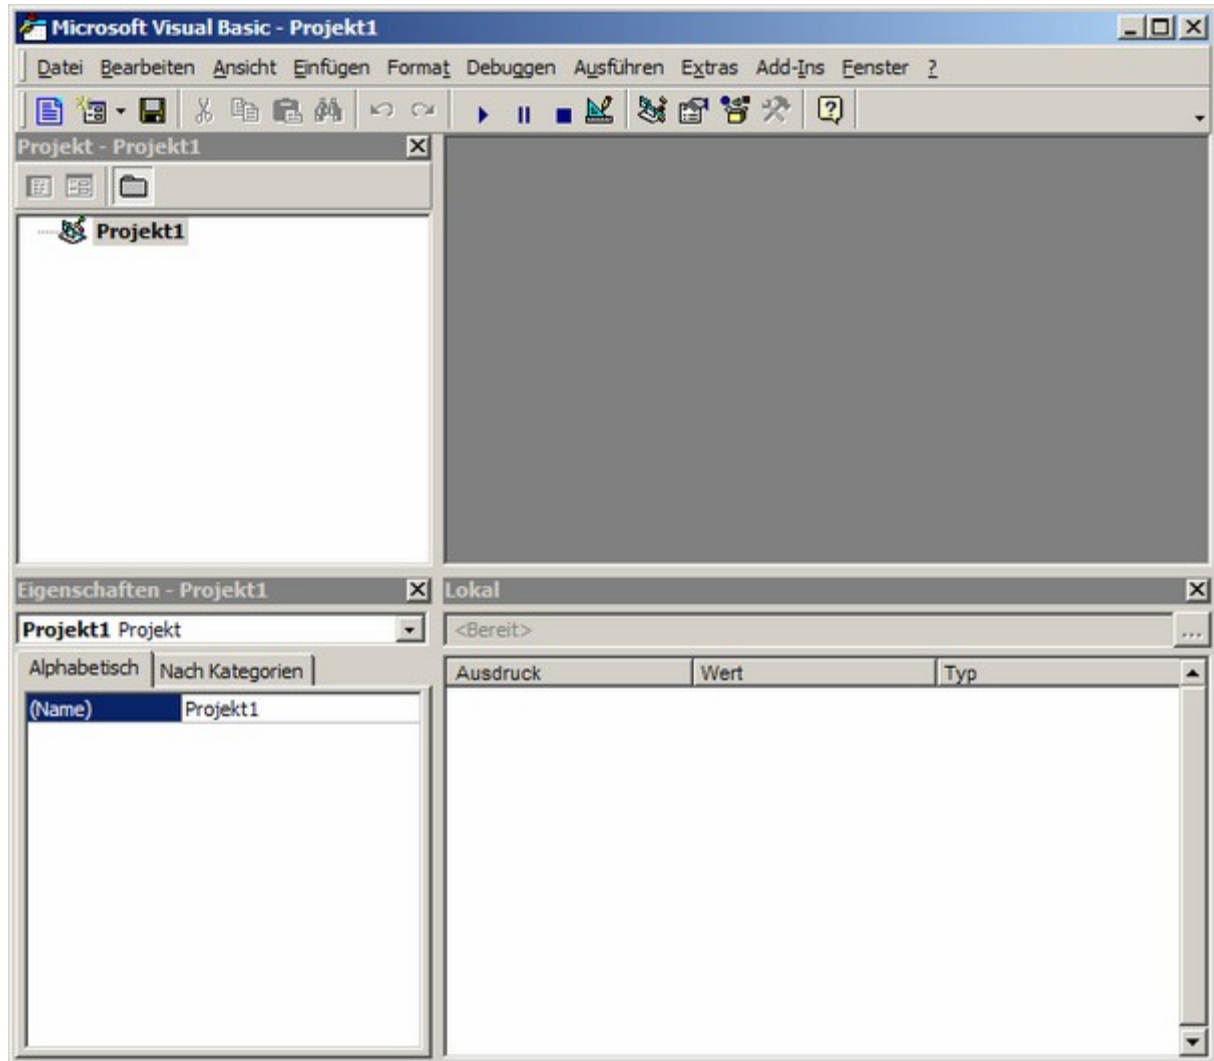 Microsoft Visual Basic - Projekt1
Datei Bearbeiten Ansicht Einfügen Format Debuggen Ausführen Extras Add-Ins Fenster ?
Projekt - Projekt1
Projekt1
Eigenschaften - Projekt1
Projekt1 Projekt
Alphabetisch Nach Kategorien
(Name) Projekt1
Lokal
<Bereit>
...
Ausdruck Wert Typ